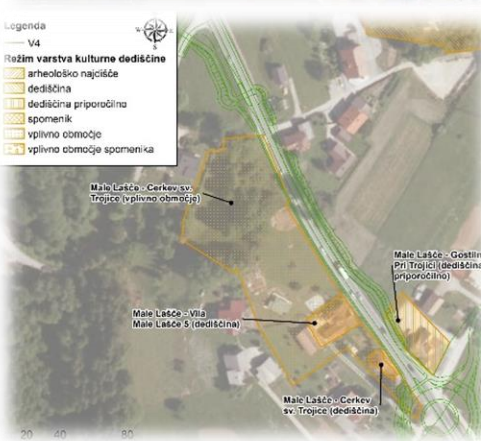 Legenda
V4
Režim varstva kulturne dediščine
arheološko najdišče
dediščina
dediščina priporočilno
spomenik
vplivno območje
vplivno območje spomenika
Male Lašče - Cerkev sv.
Trojice (vplivno območje)
Male Lašče - Gostiln
Pri Trojici (dediščina
priporočilno)
Male Lašče - Vila
Male Lašče 5 (dediščina)
Male Lašče - Cerkev
sv. Trojice (dediščina)
20 40 80